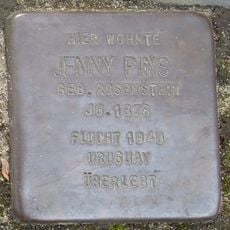 HIER WOHNTE
JENNY PINS
GEB. ROSENSTEIN
JG. 1878
FLUCHT 1940
URUGUAY
ÜBERLEBT